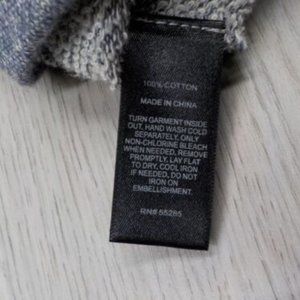 100% COTTON
MADE IN CHINA
TURN GARMENT INSIDE
OUT, HAND WASH COLD
SEPARATELY, ONLY
NON-CHLORINE BLEACH
WHEN NEEDED, REMOVE
PROMPTLY, LAY FLAT
TO DRY, COOL IRON
IF NEEDED, DO NOT
IRON ON
EMBELLISHMENT.
RN# 55285